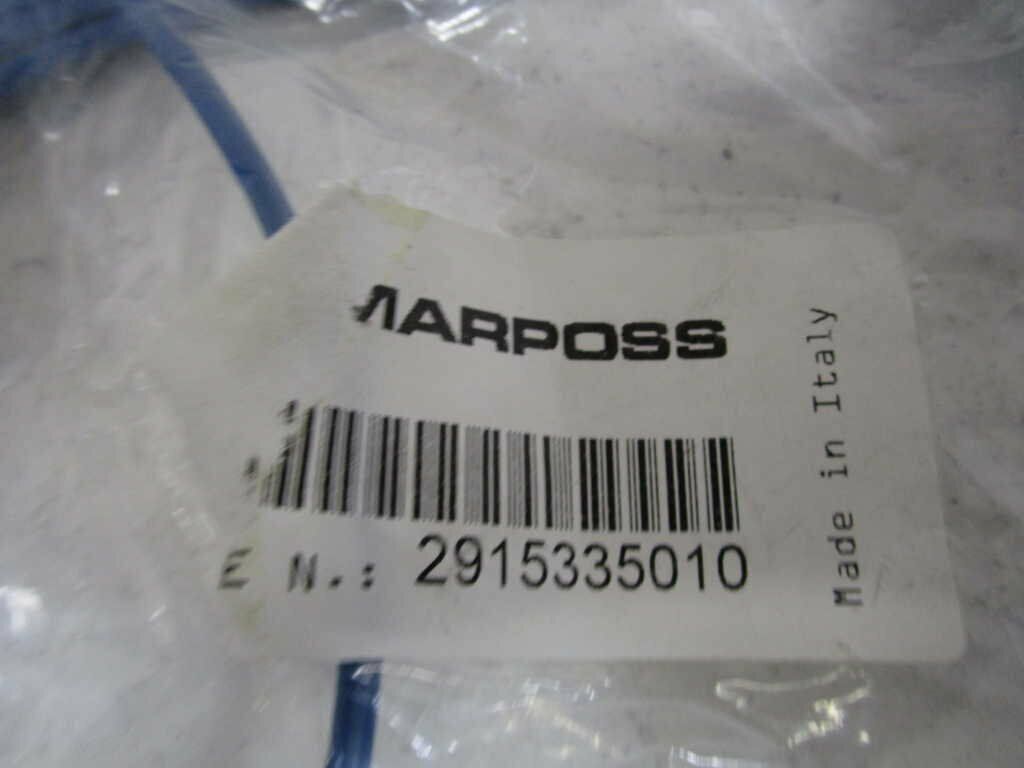 MARPOSS
E N.: 2915335010
Made in Italy